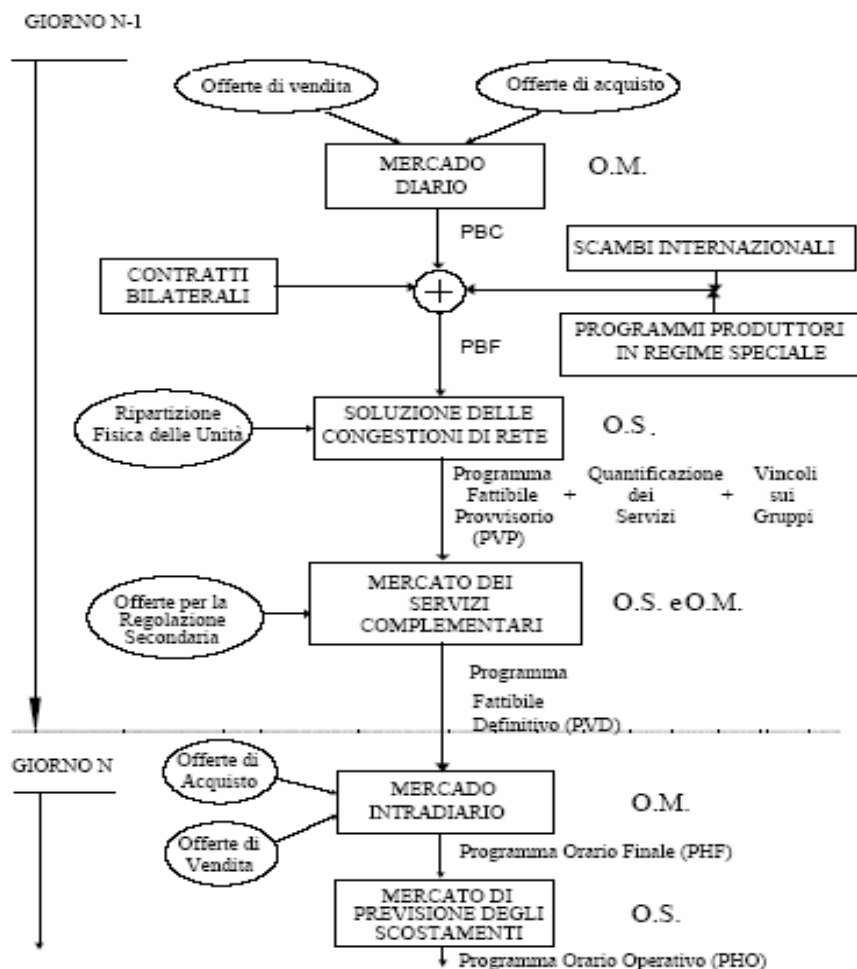 GIORNO N-1
Offerte di vendita
Offerte di acquisto
MERCADO
DIARIO
O.M.
PBC
SCAMBI INTERNAZIONALI
CONTRATTI
BILATERALI
+
PROGRAMMI PRODUTTORI
IN REGIME SPECIALE
PBF
Ripartizione
Fisica delle Unità
SOLUZIONE DELLE
CONGESTIONI DI RETE
O.S.
Programma
Fattibile
Provvisorio
(PVP)
+
Quantificazione
dei
Servizi
+
Vincoli
sui
Gruppi
Offerte per la
Regolazione
Secondaria
MERCATO DEI
SERVIZI
COMPLEMENTARI
O.S. e O.M.
Programma
Fattibile
Definitivo (PVD)
GIORNO N
Offerte di
Acquisto
MERCADO
INTRADIARIO
O.M.
Offerte di
Vendita
Programma Orario Finale (PHF)
MERCATO DI
PREVISIONE DEGLI
SCOSTAMENTI
O.S.
Programma Orario Operativo (PHO)